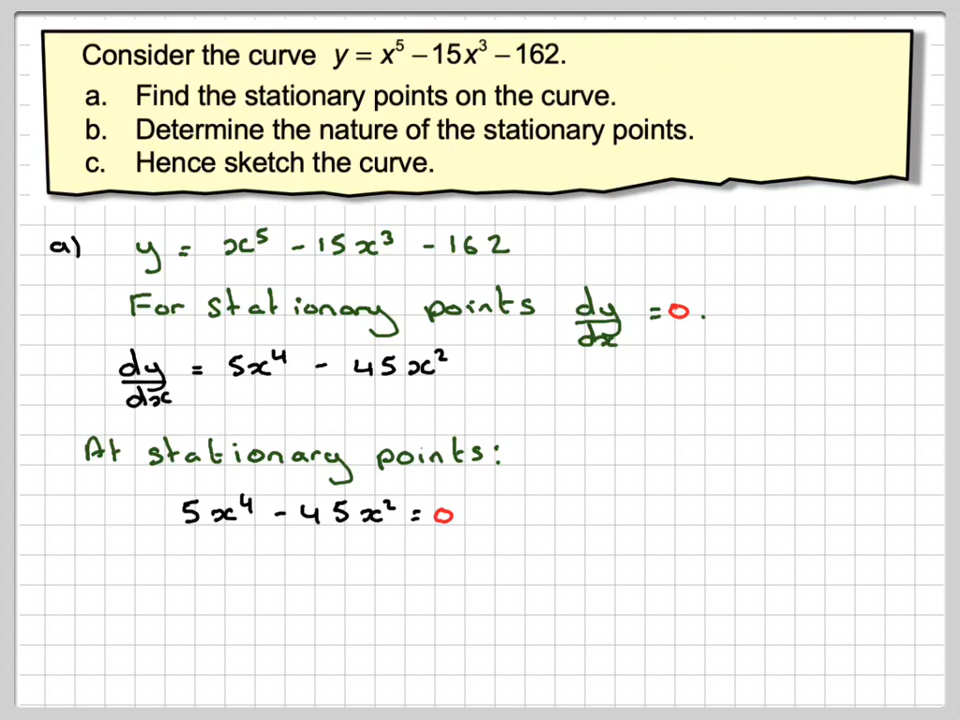 Consider the curve y = x⁵ – 15x³ – 162.
a. Find the stationary points on the curve.
b. Determine the nature of the stationary points.
c. Hence sketch the curve.
a) y = x⁵ - 15x³ - 162
For stationary points dy/dx = 0.
dy/dx = 5x⁴ - 45x²
At stationary points:
5x⁴ - 45x² = 0